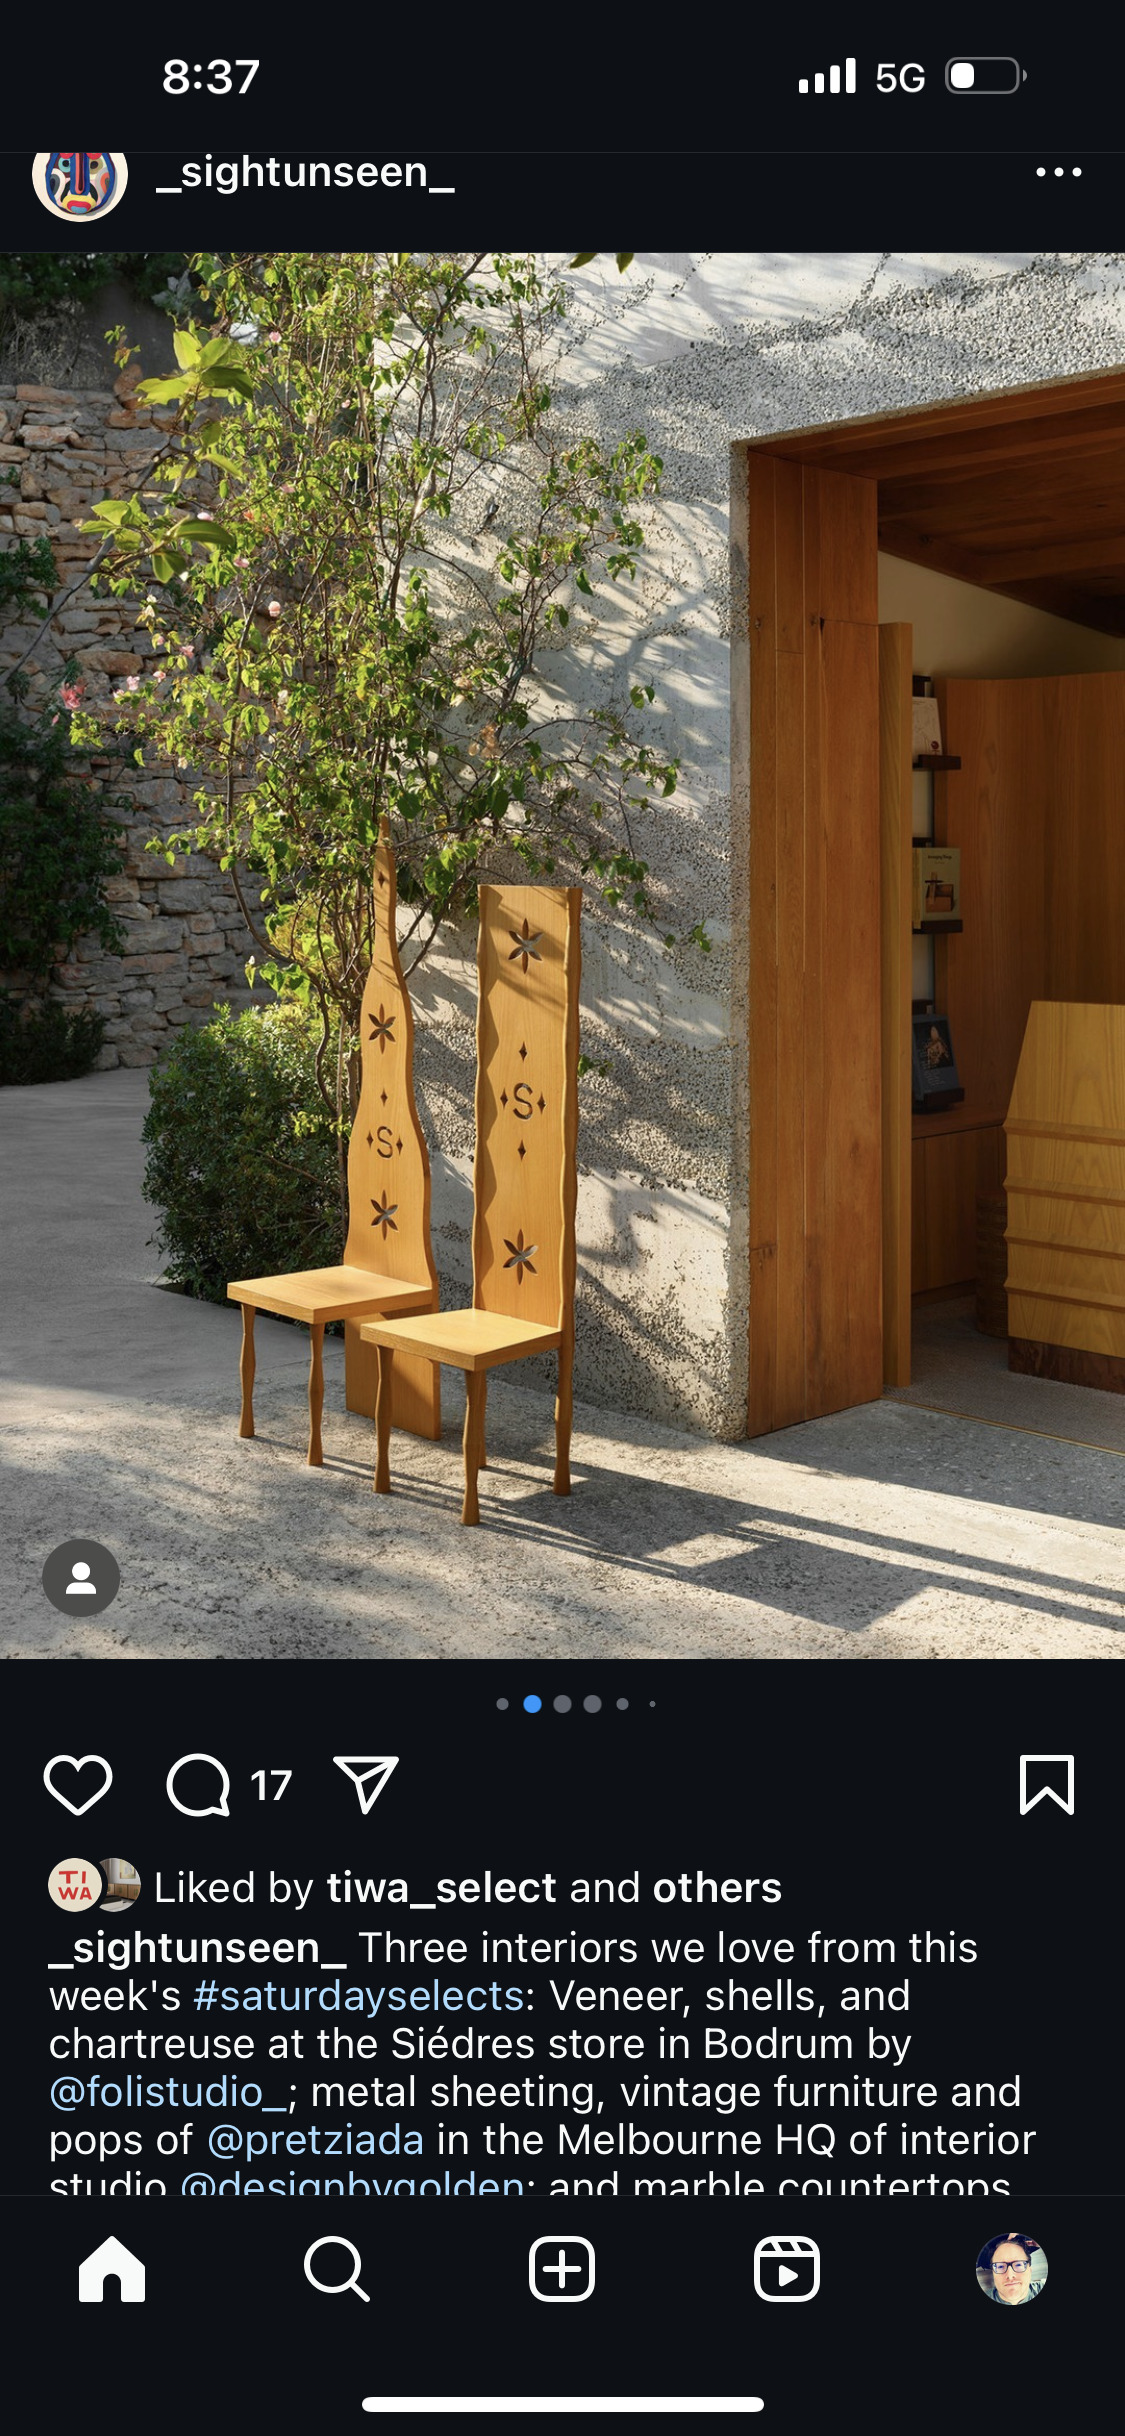 8:37
5G
_sightunseen_
S
S
17
TI
WA
Liked by tiwa_select and others
_sightunseen_ Three interiors we love from this
week's #saturdayselects: Veneer, shells, and
chartreuse at the Siédres store in Bodrum by
@folistudio_; metal sheeting, vintage furniture and
pops of @pretziada in the Melbourne HQ of interior
studio @designbygolden; and marble countertops